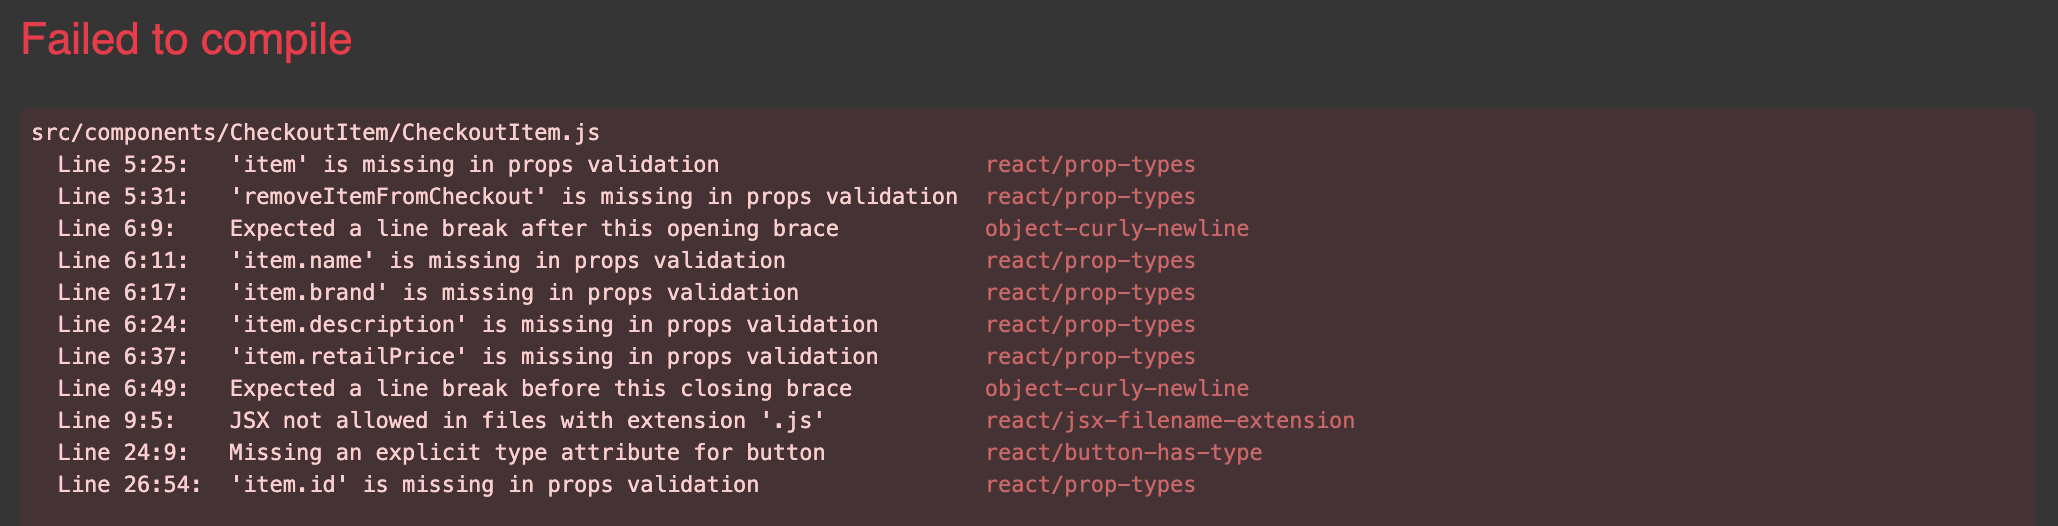 Failed to compile
src/components/CheckoutItem/CheckoutItem.js
Line 5:25: 'item' is missing in props validation react/prop-types
Line 5:31: 'removeItemFromCheckout' is missing in props validation react/prop-types
Line 6:9: Expected a line break after this opening brace object-curly-newline
Line 6:11: 'item.name' is missing in props validation react/prop-types
Line 6:17: 'item.brand' is missing in props validation react/prop-types
Line 6:24: 'item.description' is missing in props validation react/prop-types
Line 6:37: 'item.retailPrice' is missing in props validation react/prop-types
Line 6:49: Expected a line break before this closing brace object-curly-newline
Line 9:5: JSX not allowed in files with extension '.js' react/jsx-filename-extension
Line 24:9: Missing an explicit type attribute for button react/button-has-type
Line 26:54: 'item.id' is missing in props validation react/prop-types